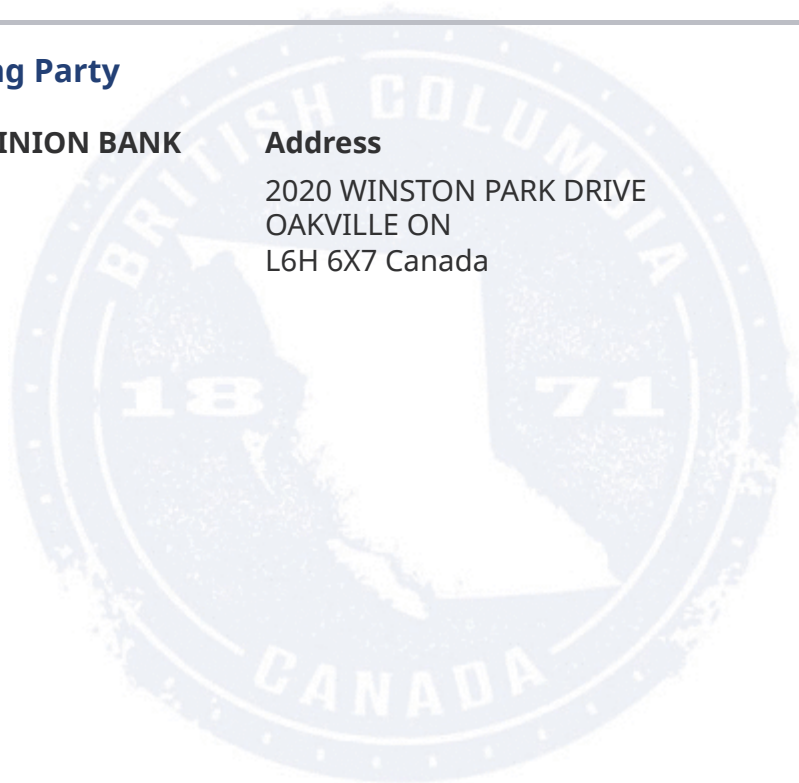 ng Party
INION BANK
Address
2020 WINSTON PARK DRIVE
OAKVILLE ON
L6H 6X7 Canada
BRITISH COLUMBIA
18 71
CANADA